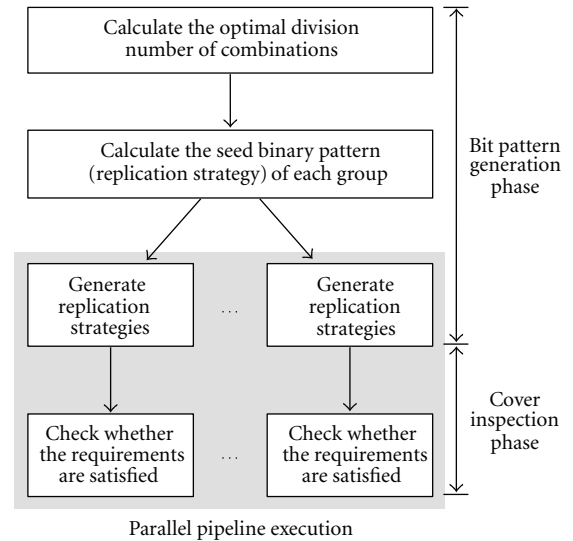 Calculate the optimal division
number of combinations
Calculate the seed binary pattern
(replication strategy) of each group
Bit pattern
generation
phase
Generate
replication
strategies
...
Generate
replication
strategies
Check whether
the requirements
are satisfied
...
Check whether
the requirements
are satisfied
Cover
inspection
phase
Parallel pipeline execution